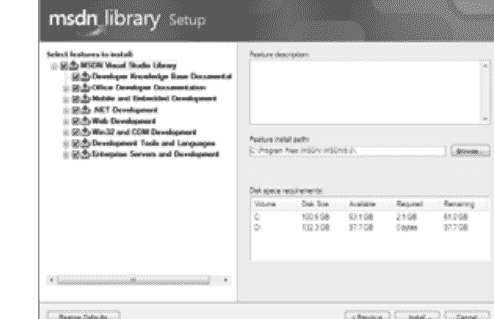 msdn library Setup
Select features to install:
MSDN Visual Studio Library
Developer Knowledge Base Documental
Office Developer Documentation
Mobile and Embedded Development
.NET Development
Web Development
Win32 and COM Development
Development Tools and Languages
Enterprise Servers and Development
Feature description:
Feature install path:
Browse...
Disk space requirements:
Volume Disk Size Available Required Remaining
C: 100.6 GB 63.1 GB 2.1 GB 61.0 GB
D: 132.3 GB 97.7 GB 0 bytes 97.7 GB
Restore Defaults
< Previous Install Cancel